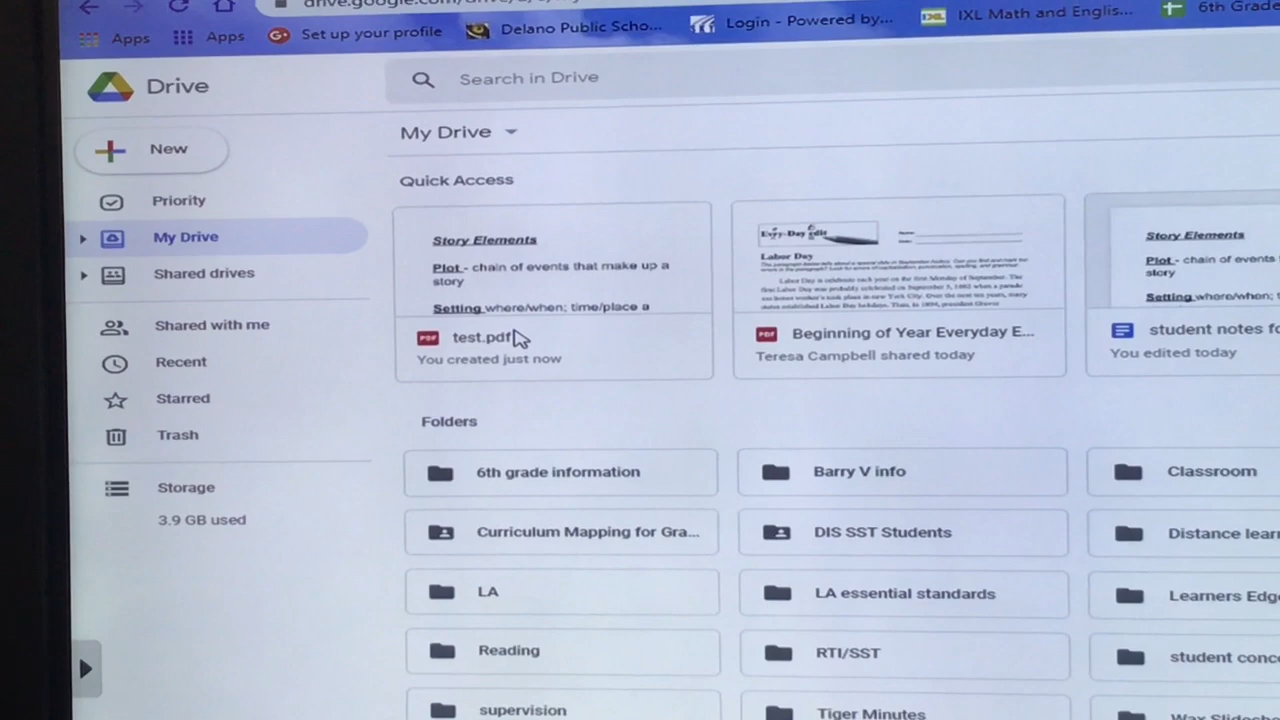 Apps
Apps
Set up your profile
Delano Public Scho...
Login - Powered by...
IXL Math and Englis...
6th Grade
Drive
Search in Drive
New
My Drive
Priority
My Drive
Shared drives
Shared with me
Recent
Starred
Trash
Storage
3.9 GB used
Quick Access
Story Elements
Plot - chain of events that make up a
story
Setting where/when; time/place a
PDF test.pdf
You created just now
Every-Day edit
Labor Day
PDF Beginning of Year Everyday E...
Teresa Campbell shared today
Story Elements
Plot - chain of events
story
Setting where/when;
student notes fo
You edited today
Folders
6th grade information
Barry V info
Classroom
Curriculum Mapping for Gra...
DIS SST Students
Distance lear
LA
LA essential standards
Learners Edg
Reading
RTI/SST
student conc
supervision
Tiger Minutes